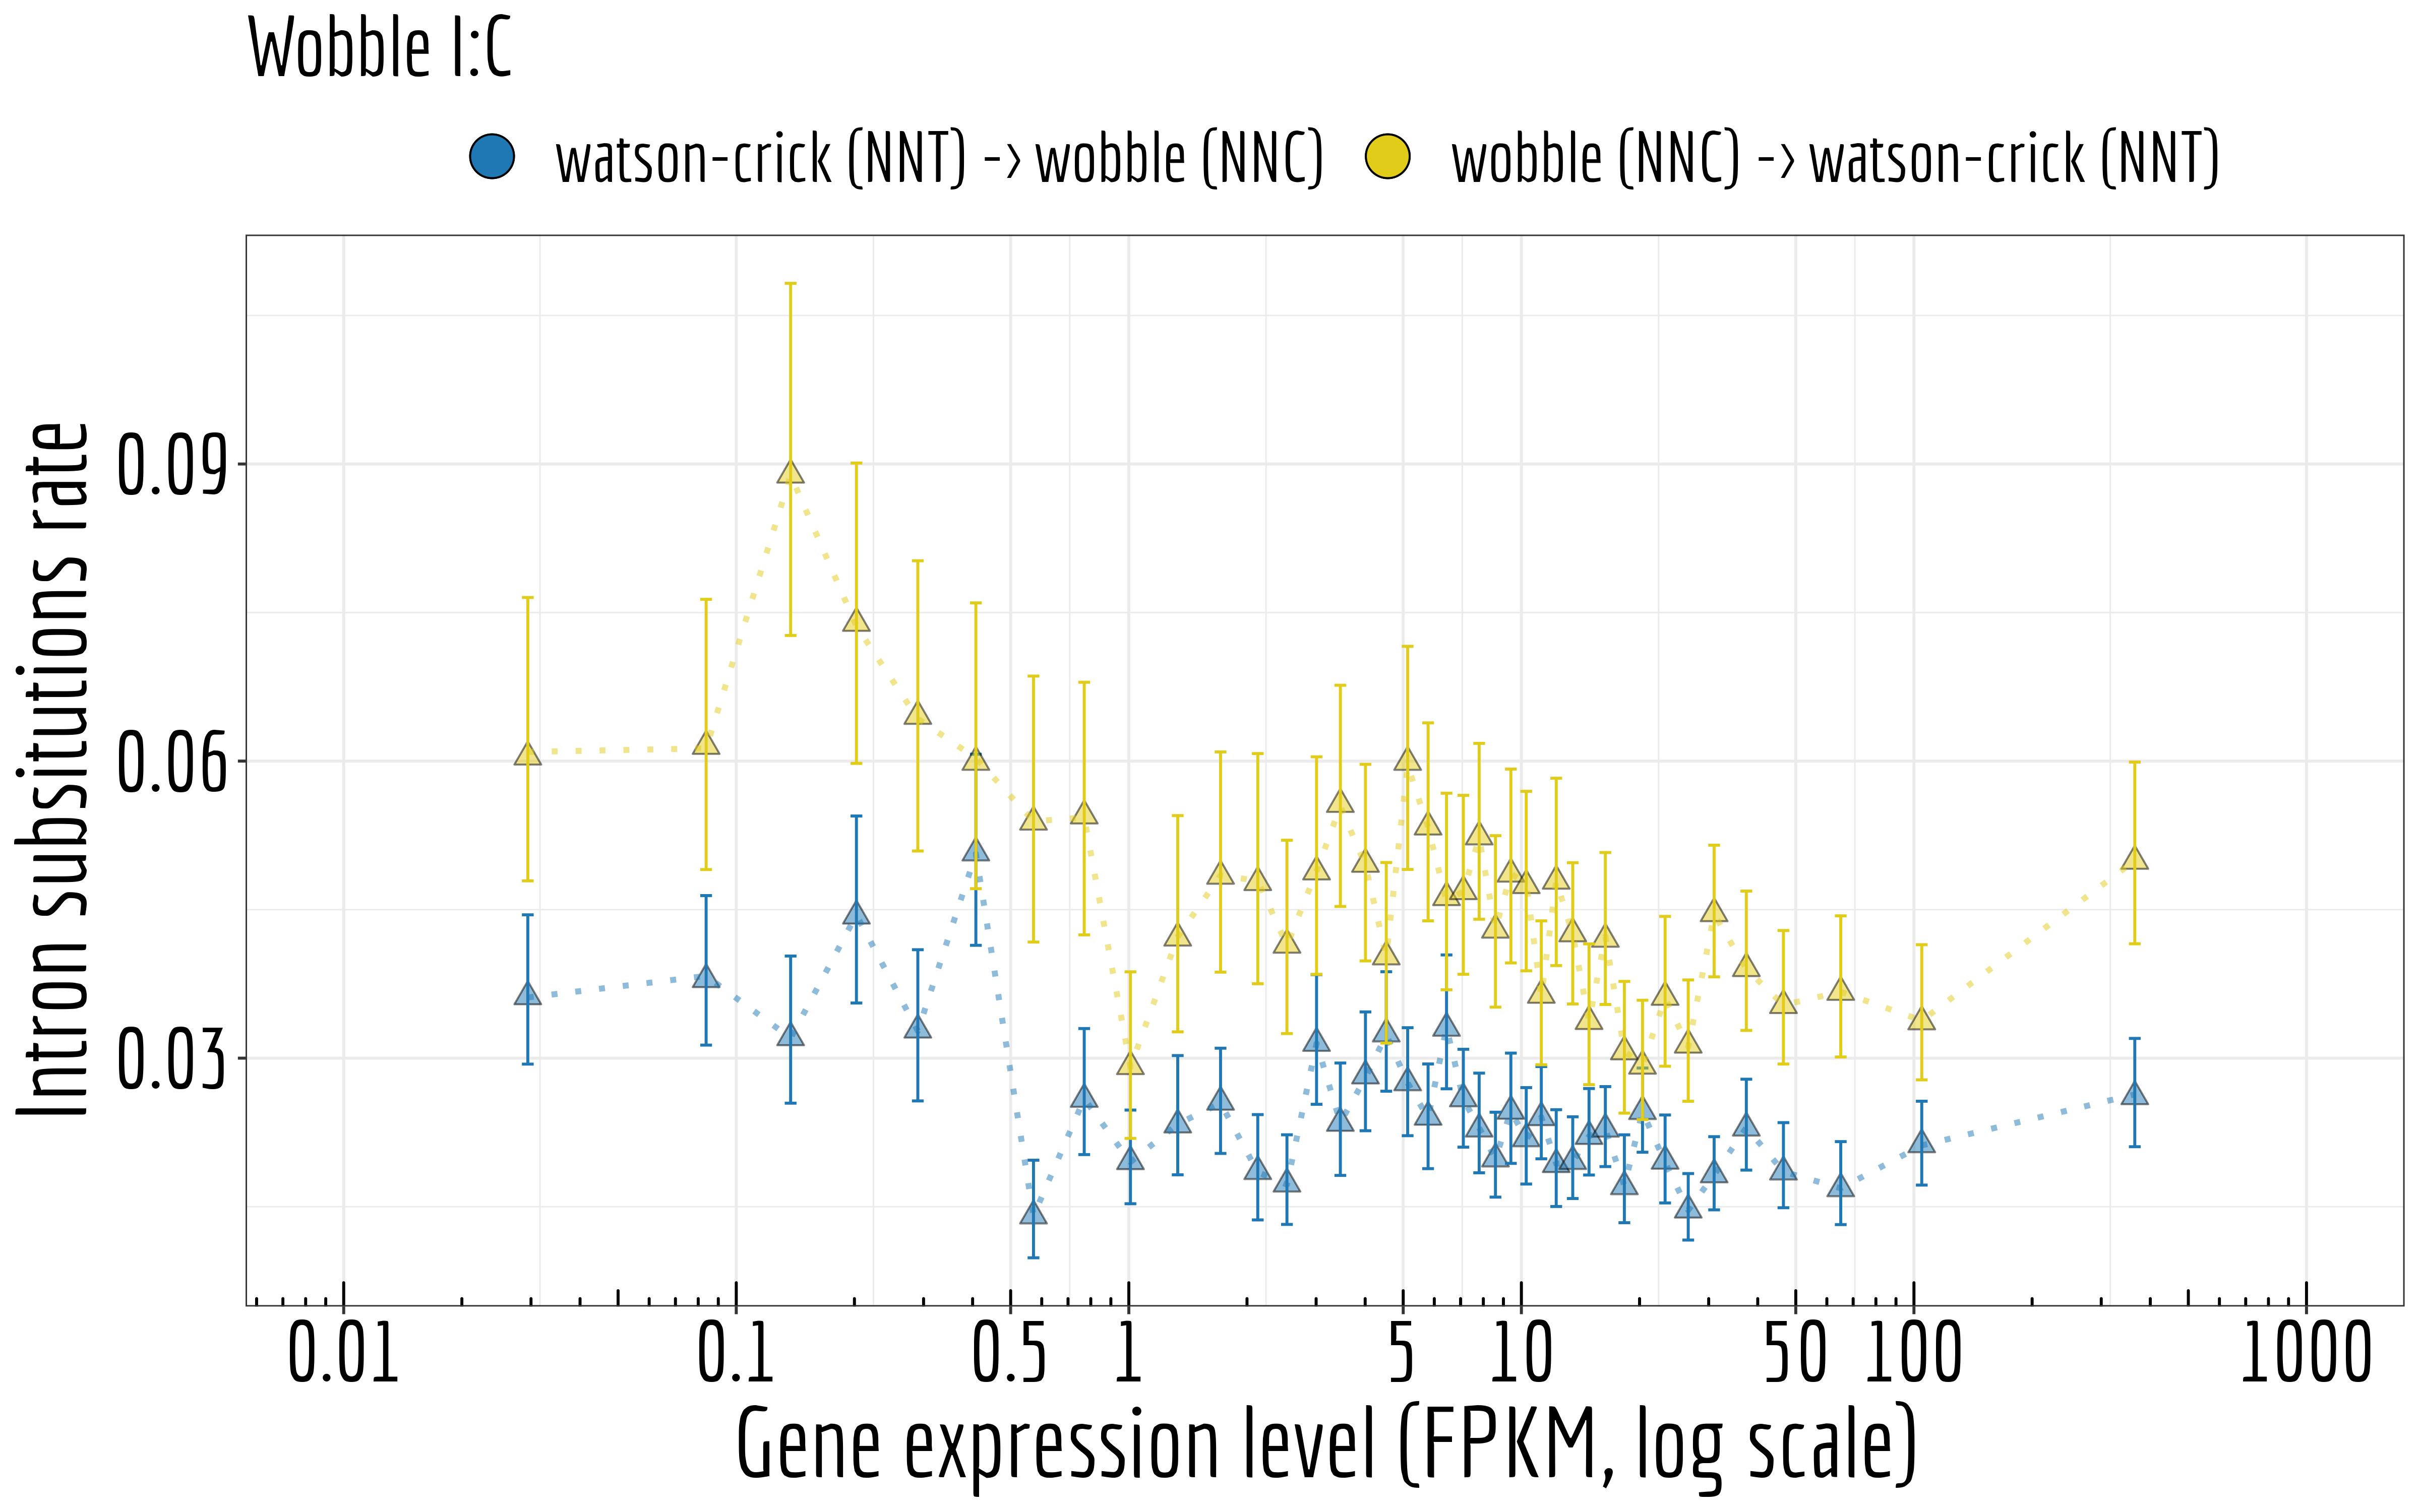 Wobble I:C
watson-crick (NNT) -> wobble (NNC)
wobble (NNC) -> watson-crick (NNT)
Intron subsitutions rate
0.09
0.06
0.03
0.01 0.1 0.5 1 5 10 50 100 1000
Gene expression level (FPKM, log scale)